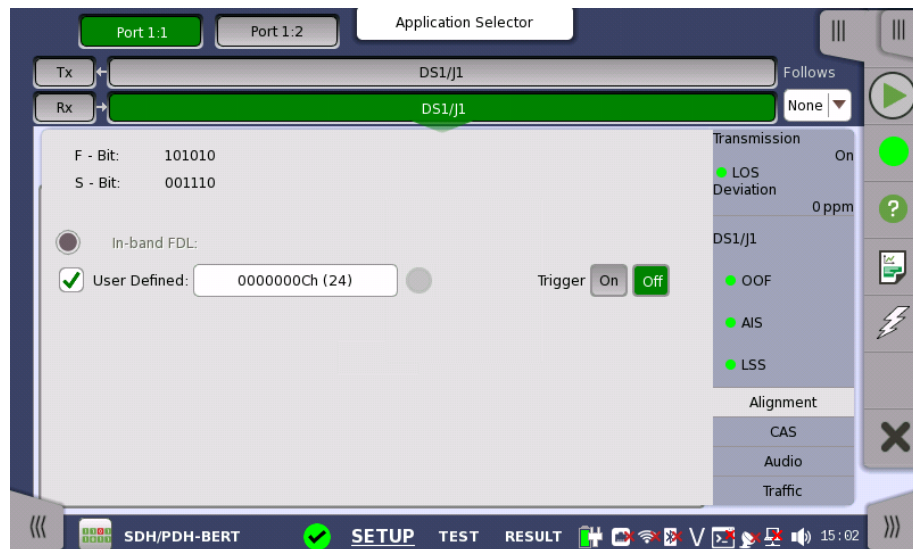 Application Selector
Port 1:1 Port 1:2
Tx DS1/J1 Follows
Rx DS1/J1 None
F - Bit: 101010
S - Bit: 001110
In-band FDL:
User Defined: 0000000Ch (24) Trigger On Off
Transmission
On
LOS
Deviation
0 ppm
DS1/J1
OOF
AIS
LSS
Alignment
CAS
Audio
Traffic
SDH/PDH-BERT SETUP TEST RESULT V 15:02